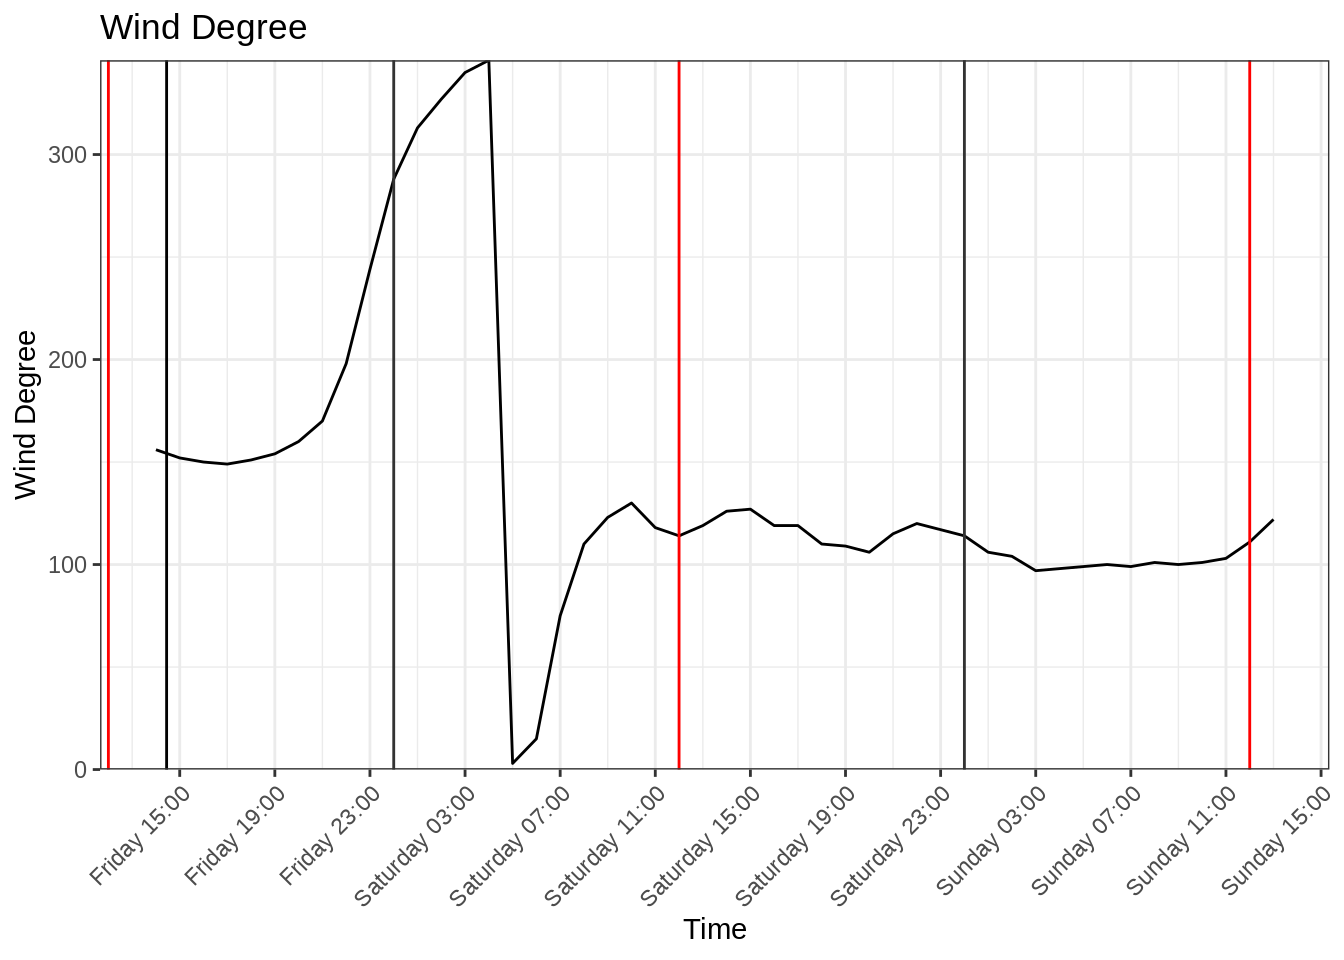 Wind Degree
Wind Degree
300
200
100
0
Friday 15:00
Friday 19:00
Friday 23:00
Saturday 03:00
Saturday 07:00
Saturday 11:00
Saturday 15:00
Saturday 19:00
Saturday 23:00
Sunday 03:00
Sunday 07:00
Sunday 11:00
Sunday 15:00
Time